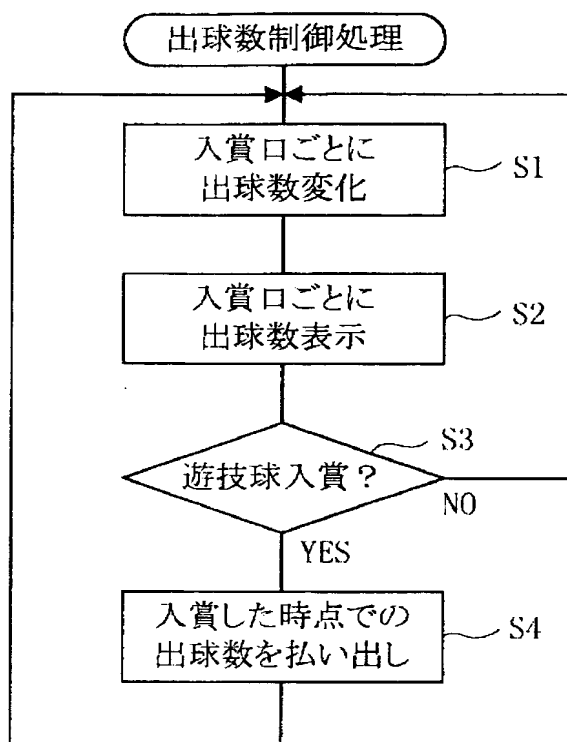 出球数制御処理
入賞口ごとに
出球数変化
S1
入賞口ごとに
出球数表示
S2
S3
遊技球入賞？
NO
YES
入賞した時点での
出球数を払い出し
S4